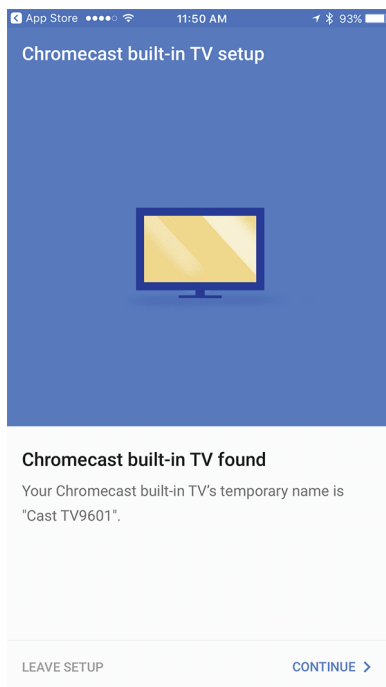 App Store 11:50 AM 93%
Chromecast built-in TV setup
Chromecast built-in TV found
Your Chromecast built-in TV's temporary name is
"Cast TV9601".
LEAVE SETUP CONTINUE